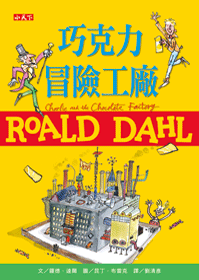 小天下
巧克力
冒險工廠
Charlie and the Chocolate Factory
ROALD DAHL
文/羅德‧達爾 圖/昆丁‧布雷克 譯/劉清彥